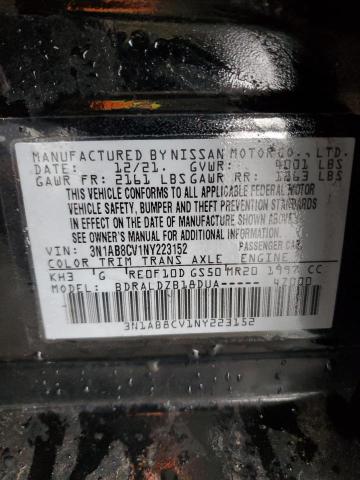 MANUFACTURED BY NISSAN MOTOR CO., LTD.
DATE: 12/21. GVWR: 4001 LBS
GAWR FR: 2161 LBS GAWR RR: 1863 LBS
THIS VEHICLE CONFORMS TO ALL APPLICABLE FEDERAL MOTOR
VEHICLE SAFETY, BUMPER AND THEFT PREVENTION STANDARDS
IN EFFECT ON THE DATE OF MANUFACTURE SHOWN ABOVE.
SEE OWNER'S MANUAL FOR ADDITIONAL INFORMATION.
VIN: 3N1AB8CV1NY223152 PASSENGER CAR
COLOR TRIM TRANS AXLE ENGINE
KH3 G RE0F10D GS50 MR20 1997 CC
MODEL: BDRALDZB18DUA----- 47000
3N1AB8CV1NY223152